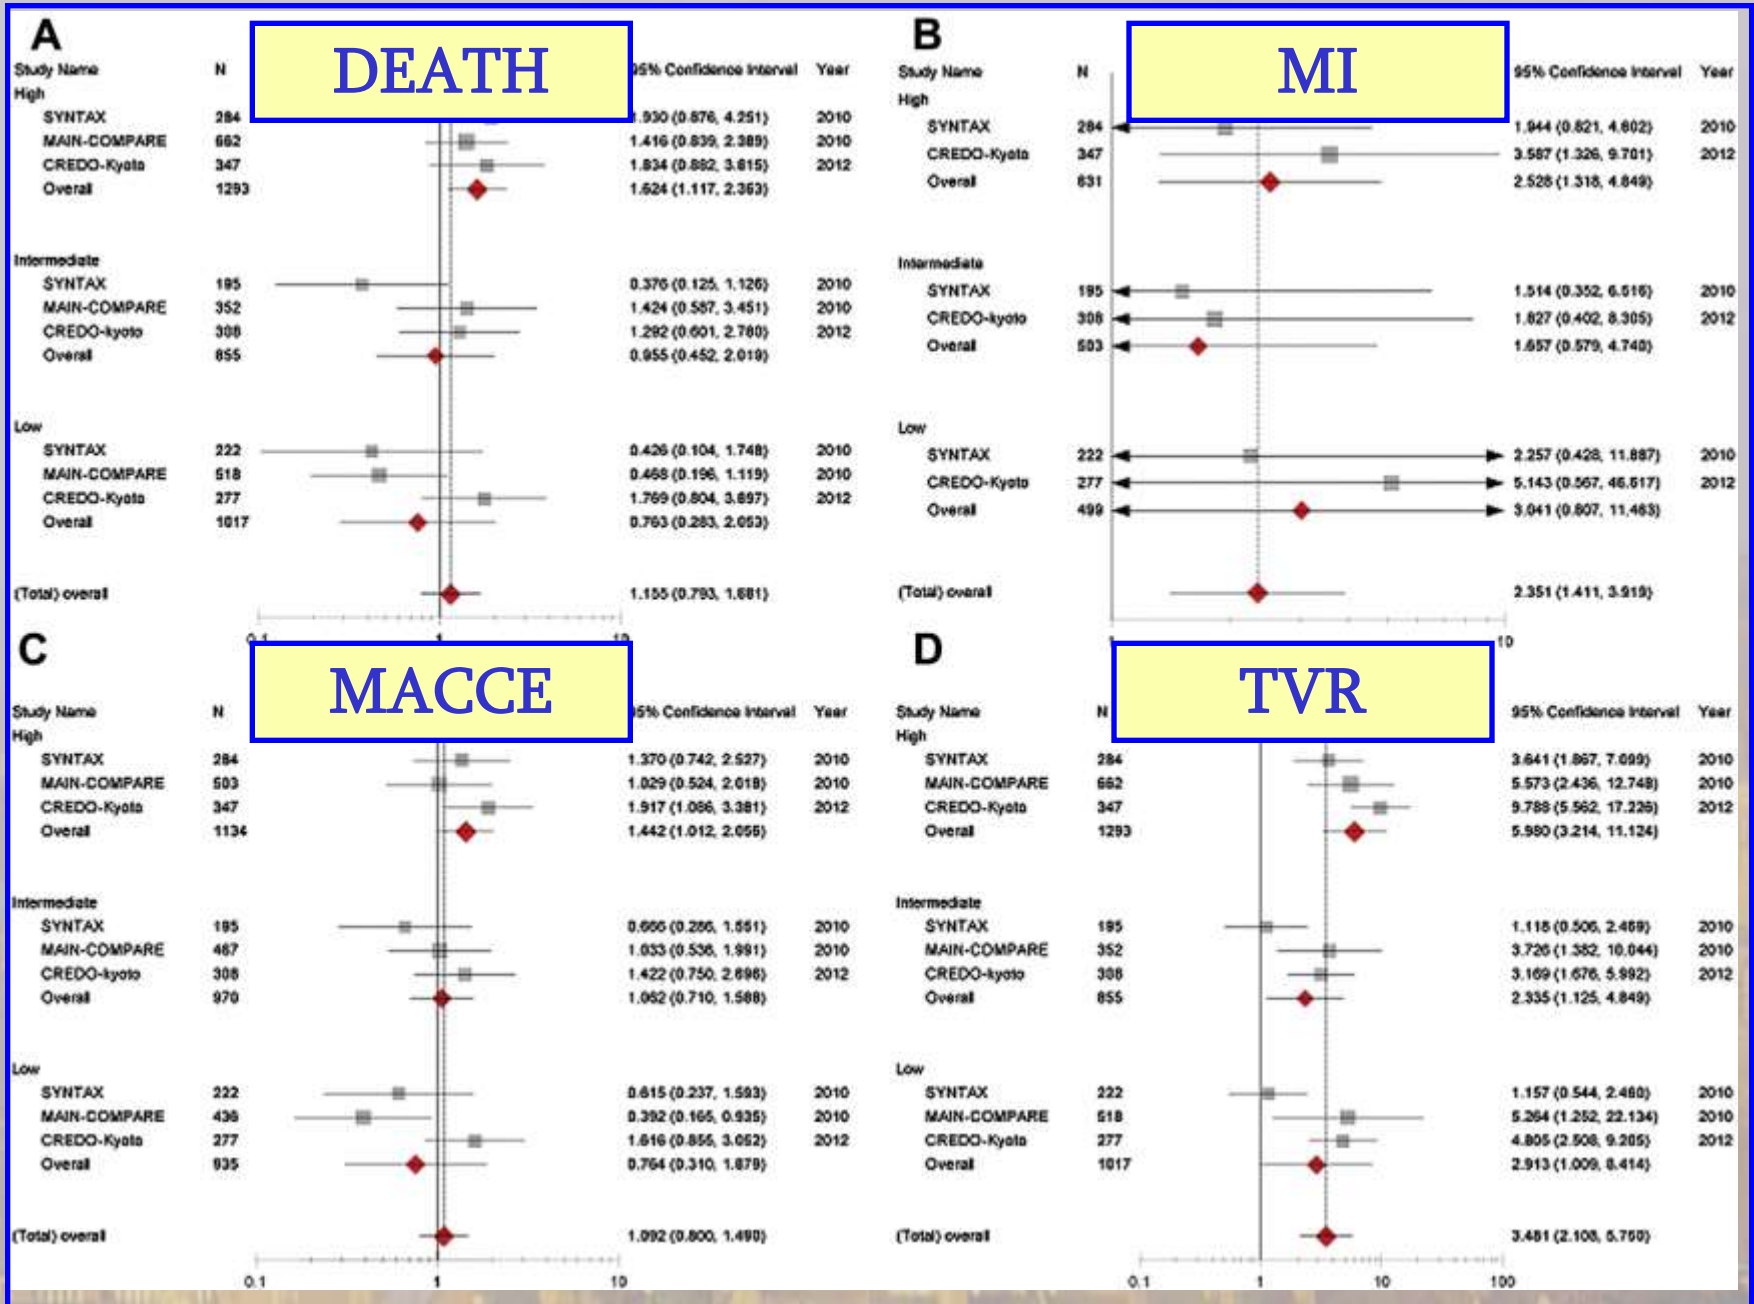 A
DEATH
Study Name N 95% Confidence Interval Year
High
SYNTAX 284 1.930 (0.876, 4.251) 2010
MAIN-COMPARE 662 1.416 (0.839, 2.389) 2010
CREDO-Kyoto 347 1.834 (0.882, 3.815) 2012
Overall 1293 1.624 (1.117, 2.363)
Intermediate
SYNTAX 195 0.376 (0.125, 1.126) 2010
MAIN-COMPARE 352 1.424 (0.587, 3.451) 2010
CREDO-kyoto 308 1.292 (0.601, 2.780) 2012
Overall 855 0.955 (0.452, 2.019)
Low
SYNTAX 222 0.426 (0.104, 1.748) 2010
MAIN-COMPARE 518 0.468 (0.196, 1.119) 2010
CREDO-Kyoto 277 1.769 (0.804, 3.897) 2012
Overall 1017 0.763 (0.283, 2.053)
(Total) overall 1.155 (0.793, 1.681)
0.1 1 10
B
MI
Study Name N 95% Confidence Interval Year
High
SYNTAX 284 1.944 (0.821, 4.602) 2010
CREDO-Kyoto 347 3.587 (1.326, 9.701) 2012
Overall 631 2.528 (1.318, 4.849)
Intermediate
SYNTAX 195 1.514 (0.352, 6.516) 2010
CREDO-kyoto 308 1.827 (0.402, 8.305) 2012
Overall 503 1.657 (0.579, 4.740)
Low
SYNTAX 222 2.257 (0.428, 11.887) 2010
CREDO-Kyoto 277 5.143 (0.567, 46.617) 2012
Overall 499 3.041 (0.807, 11.463)
(Total) overall 2.351 (1.411, 3.919)
1 10
C
MACCE
Study Name N 95% Confidence Interval Year
High
SYNTAX 284 1.370 (0.742, 2.527) 2010
MAIN-COMPARE 503 1.029 (0.524, 2.018) 2010
CREDO-Kyoto 347 1.917 (1.086, 3.381) 2012
Overall 1134 1.442 (1.012, 2.056)
Intermediate
SYNTAX 195 0.666 (0.286, 1.551) 2010
MAIN-COMPARE 467 1.033 (0.536, 1.991) 2010
CREDO-kyoto 308 1.422 (0.750, 2.696) 2012
Overall 970 1.062 (0.710, 1.588)
Low
SYNTAX 222 0.615 (0.237, 1.593) 2010
MAIN-COMPARE 436 0.392 (0.165, 0.935) 2010
CREDO-Kyoto 277 1.616 (0.855, 3.052) 2012
Overall 935 0.764 (0.310, 1.879)
(Total) overall 1.092 (0.800, 1.490)
0.1 1 10
D
TVR
Study Name N 95% Confidence Interval Year
High
SYNTAX 284 3.641 (1.867, 7.099) 2010
MAIN-COMPARE 662 5.573 (2.436, 12.748) 2010
CREDO-Kyoto 347 9.788 (5.562, 17.226) 2012
Overall 1293 5.980 (3.214, 11.124)
Intermediate
SYNTAX 195 1.118 (0.506, 2.469) 2010
MAIN-COMPARE 352 3.726 (1.382, 10.044) 2010
CREDO-kyoto 308 3.169 (1.676, 5.992) 2012
Overall 855 2.335 (1.125, 4.849)
Low
SYNTAX 222 1.157 (0.544, 2.460) 2010
MAIN-COMPARE 518 5.264 (1.252, 22.134) 2010
CREDO-Kyoto 277 4.805 (2.508, 9.205) 2012
Overall 1017 2.913 (1.009, 8.414)
(Total) overall 3.481 (2.108, 5.750)
0.1 1 10 100